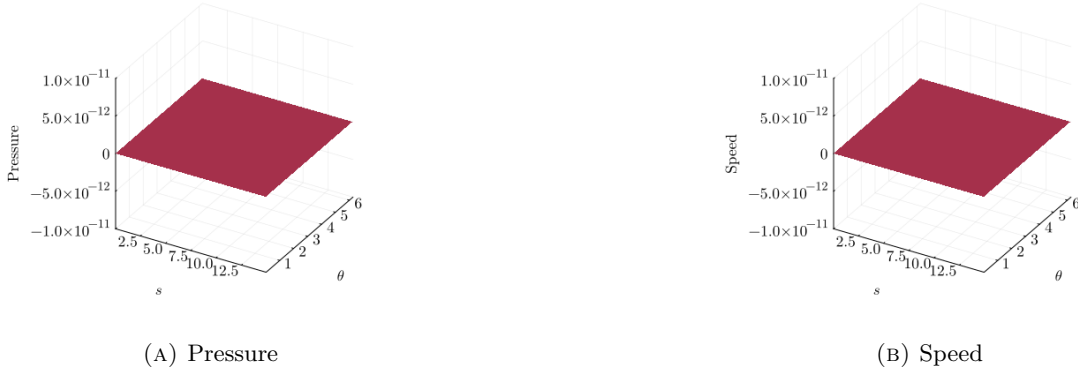 1.0×10⁻¹¹
5.0×10⁻¹²
0
−5.0×10⁻¹²
−1.0×10⁻¹¹
Pressure
2.5 5.0 7.5 10.0 12.5
s
1 2 3 4 5 6
θ
(A) Pressure
1.0×10⁻¹¹
5.0×10⁻¹²
0
−5.0×10⁻¹²
−1.0×10⁻¹¹
Speed
2.5 5.0 7.5 10.0 12.5
s
1 2 3 4 5 6
θ
(B) Speed